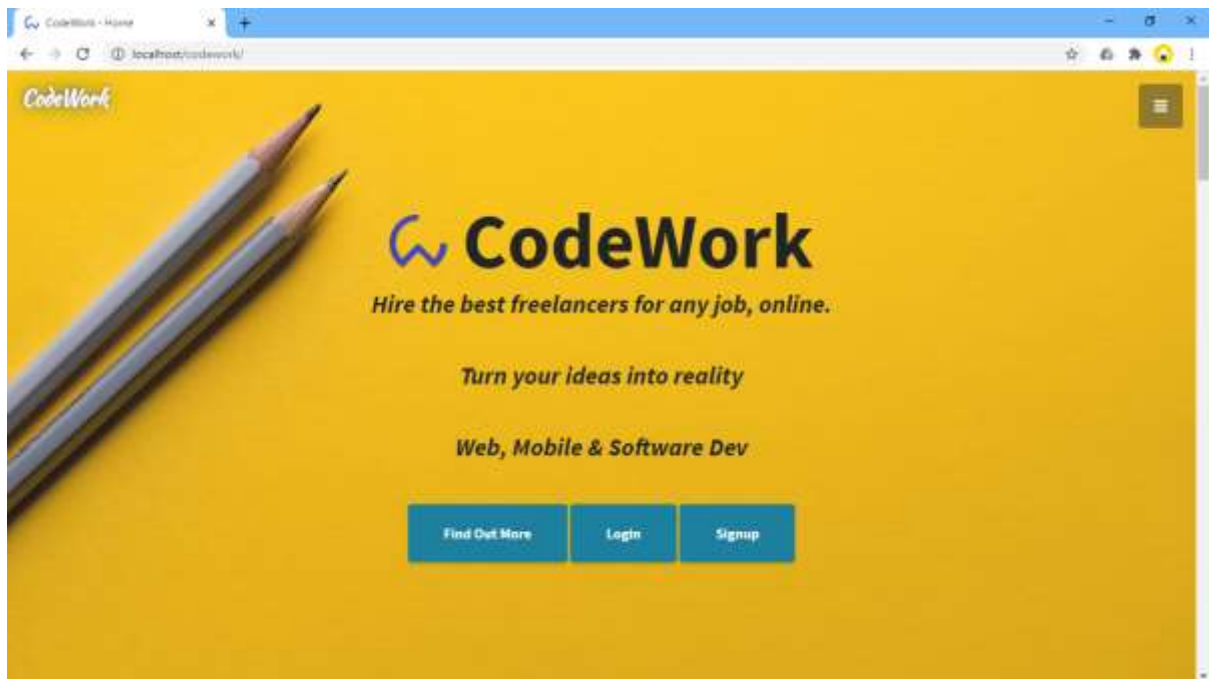 CodeWork - Home
localhost/codework/
CodeWork
CodeWork
Hire the best freelancers for any job, online.
Turn your ideas into reality
Web, Mobile & Software Dev
Find Out More Login Signup